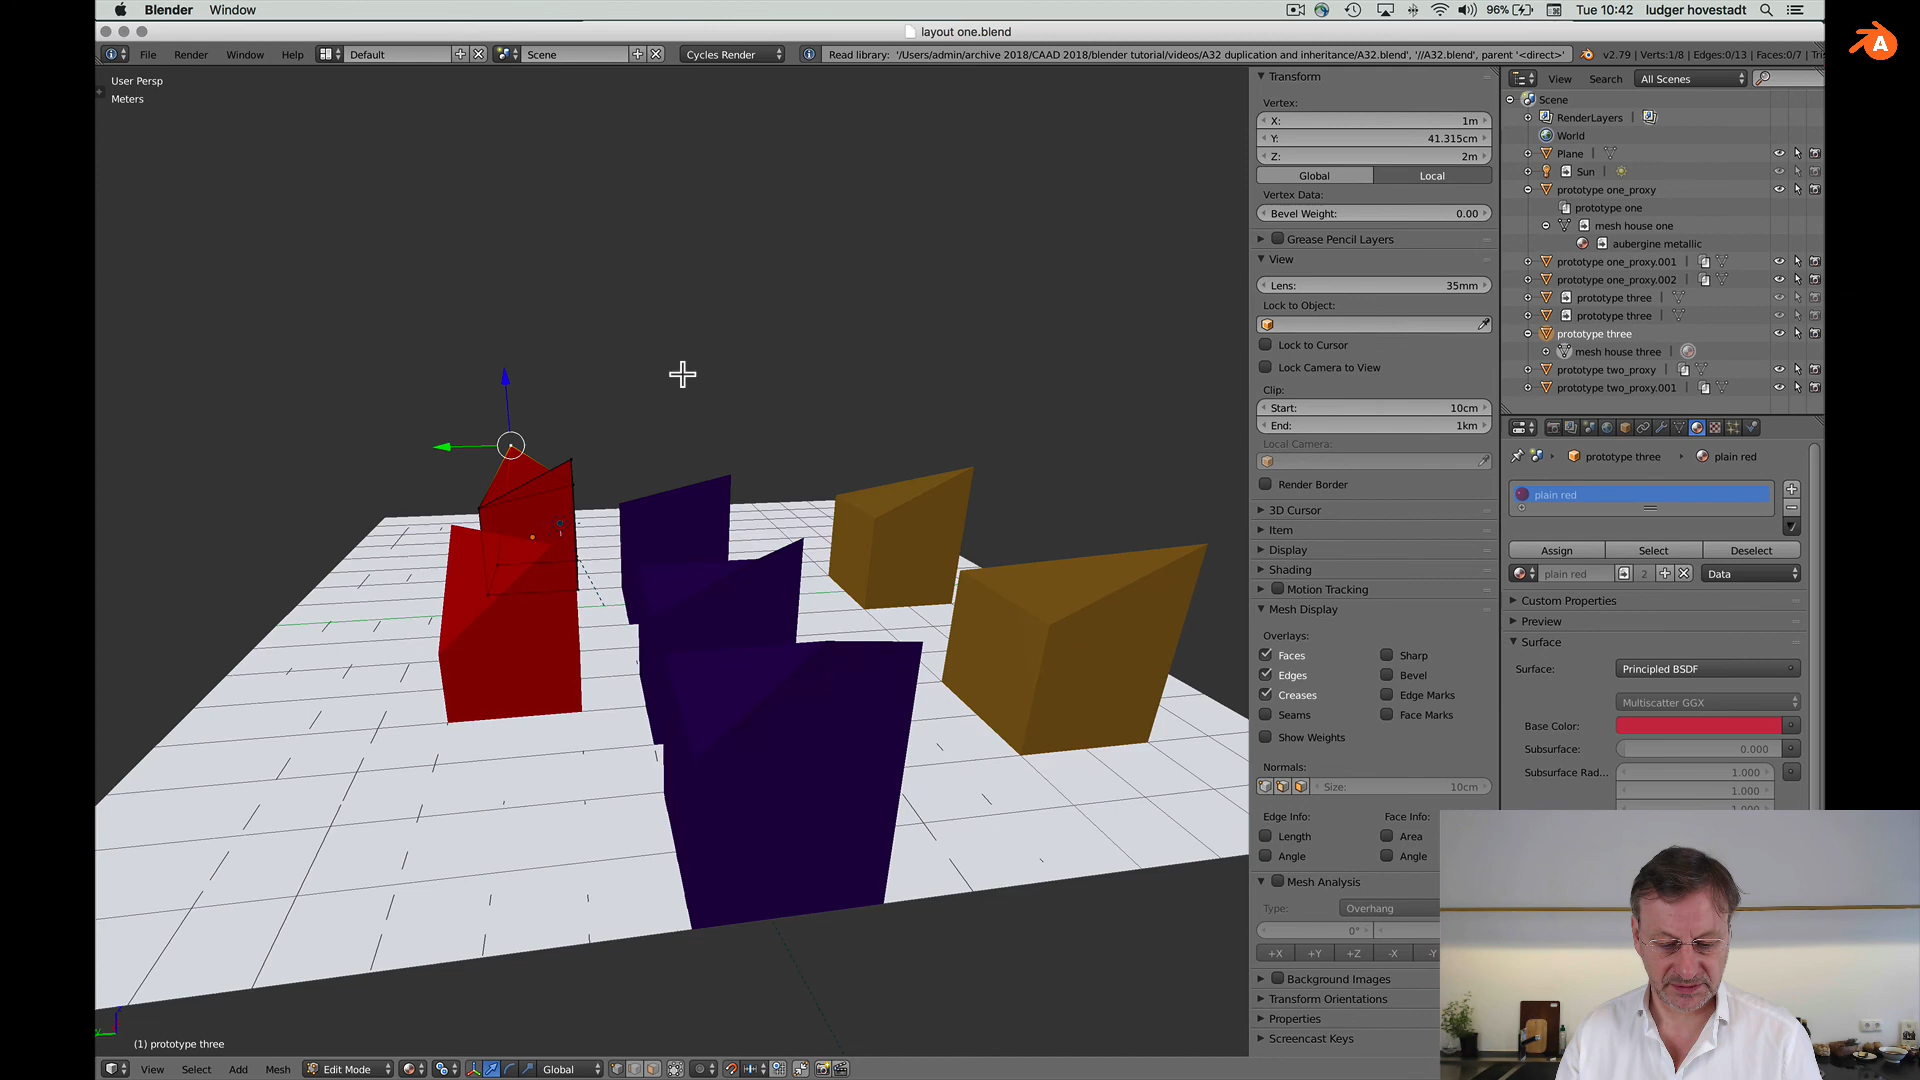 Blender Window
96% Tue 10:42 ludger hovestadt
layout one.blend
File Render Window Help Default Scene Cycles Render Read library: '/Users/admin/archive 2018/CAAD 2018/blender tutorial/videos/A32 duplication and inheritance/A32.blend', '//A32.blend', parent '<direct>' v2.79 | Verts:1/8 | Edges:0/13 | Faces:0/7 | Tris
User Persp
Meters
Transform
Vertex:
X: 1m
Y: 41.315cm
Z: 2m
Global Local
Vertex Data:
Bevel Weight: 0.00
Grease Pencil Layers
View
Lens: 35mm
Lock to Object:
Lock to Cursor
Lock Camera to View
Clip:
Start: 10cm
End: 1km
Local Camera:
Render Border
3D Cursor
Item
Display
Shading
Motion Tracking
Mesh Display
Overlays:
Faces Sharp
Edges Bevel
Creases Edge Marks
Seams Face Marks
Show Weights
Normals:
Size: 10cm
Edge Info: Face Info:
Length Area
Angle Angle
Mesh Analysis
Type: Overhang
0°
+X +Y +Z -X -Y
Background Images
Transform Orientations
Properties
Screencast Keys
View Search All Scenes
Scene
RenderLayers
World
Plane
Sun
prototype one_proxy
prototype one
mesh house one
aubergine metallic
prototype one_proxy.001
prototype one_proxy.002
prototype three
prototype three
prototype three
mesh house three
prototype two_proxy
prototype two_proxy.001
prototype three plain red
plain red
Assign Select Deselect
plain red 2 Data
Custom Properties
Preview
Surface
Surface: Principled BSDF
Multiscatter GGX
Base Color:
Subsurface: 0.000
Subsurface Rad... 1.000
1.000
1.000
(1) prototype three
View Select Add Mesh Edit Mode Global
A